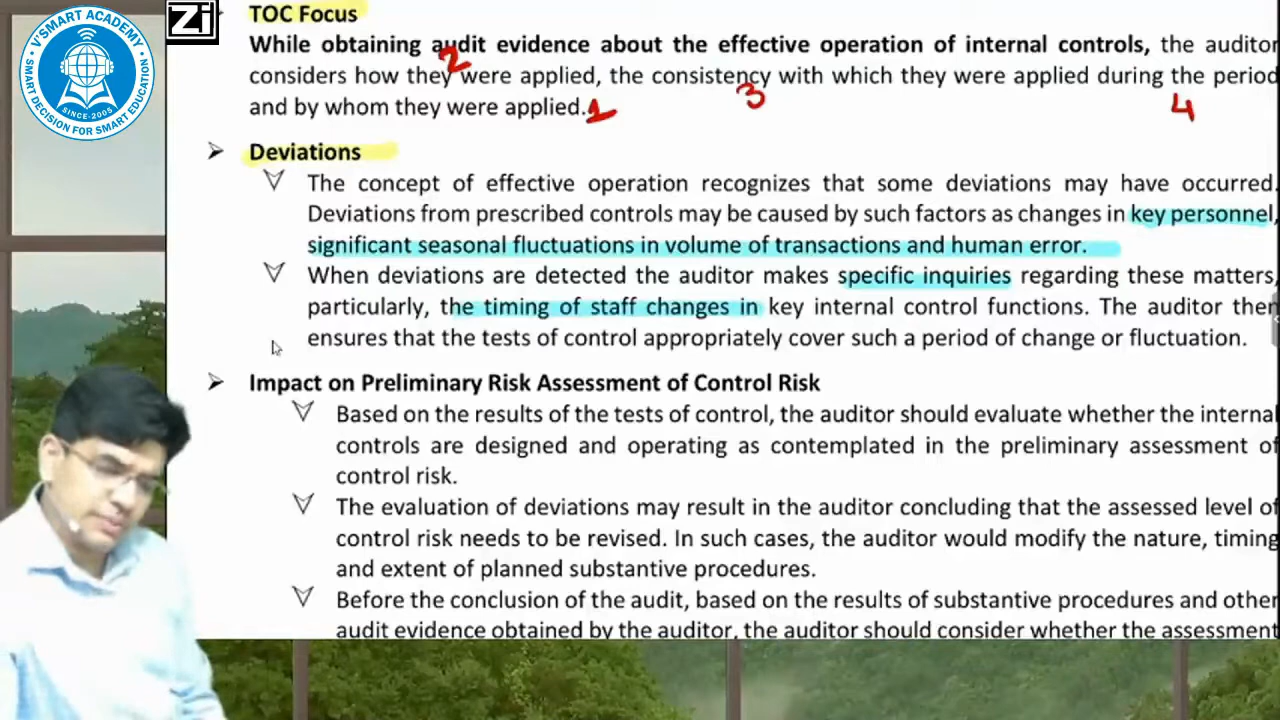 V'SMART ACADEMY
SINCE-2005
SMART DECISION FOR SMART EDUCATION
Zi
TOC Focus
While obtaining audit evidence about the effective operation of internal controls, the auditor
2
considers how they were applied, the consistency with which they were applied during the period
3
4
and by whom they were applied.
1
➢ Deviations
The concept of effective operation recognizes that some deviations may have occurred.
Deviations from prescribed controls may be caused by such factors as changes in key personnel,
significant seasonal fluctuations in volume of transactions and human error.
When deviations are detected the auditor makes specific inquiries regarding these matters,
particularly, the timing of staff changes in key internal control functions. The auditor then
ensures that the tests of control appropriately cover such a period of change or fluctuation.
➢ Impact on Preliminary Risk Assessment of Control Risk
Based on the results of the tests of control, the auditor should evaluate whether the internal
controls are designed and operating as contemplated in the preliminary assessment of
control risk.
The evaluation of deviations may result in the auditor concluding that the assessed level of
control risk needs to be revised. In such cases, the auditor would modify the nature, timing
and extent of planned substantive procedures.
Before the conclusion of the audit, based on the results of substantive procedures and other
audit evidence obtained by the auditor, the auditor should consider whether the assessment